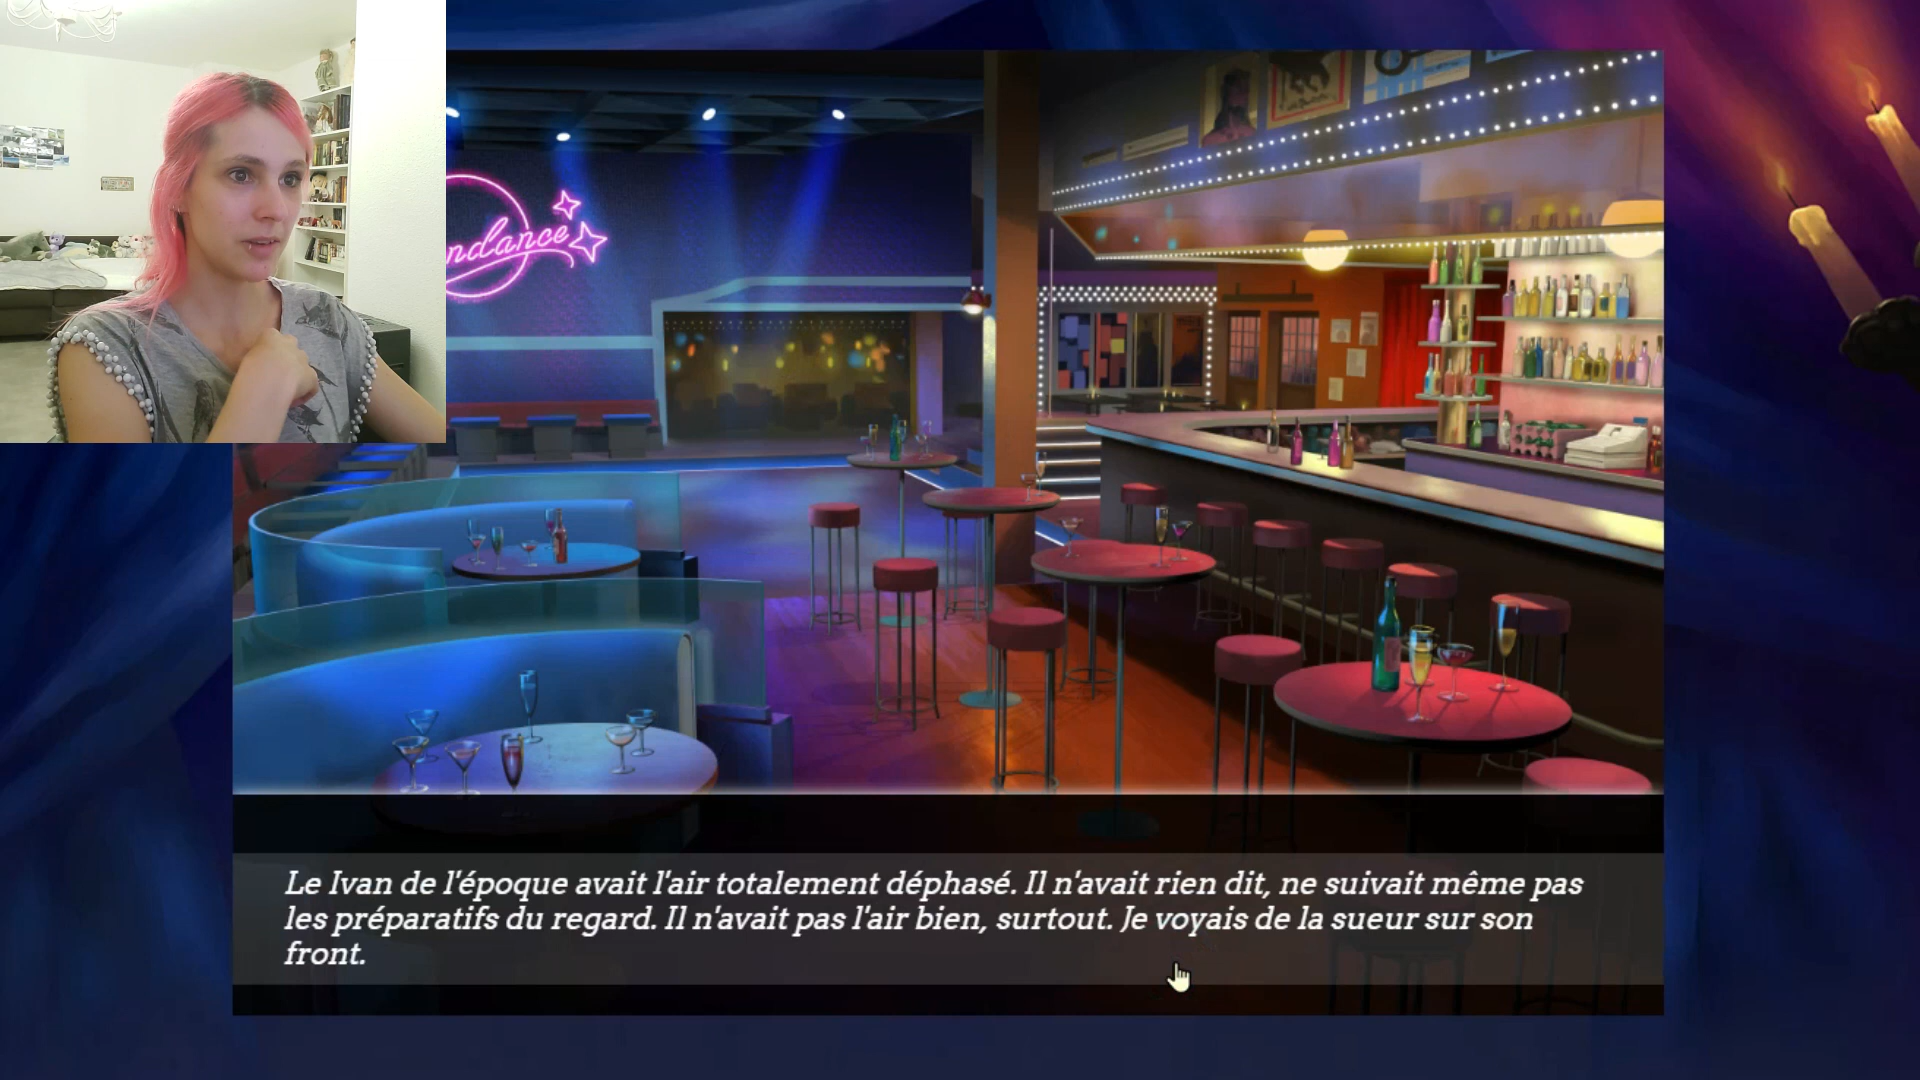 ndance
Le Ivan de l'époque avait l'air totalement déphasé. Il n'avait rien dit, ne suivait même pas
les préparatifs du regard. Il n'avait pas l'air bien, surtout. Je voyais de la sueur sur son
front.